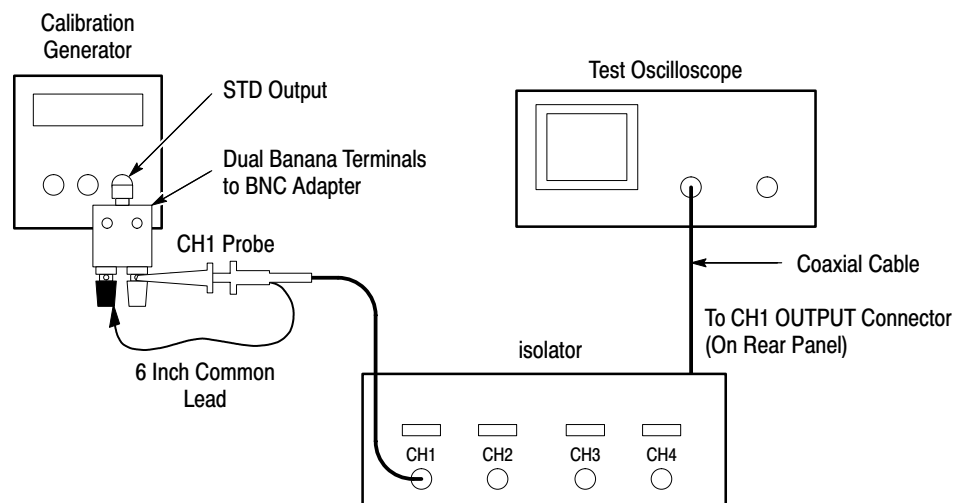 Calibration
Generator
STD Output
Dual Banana Terminals
to BNC Adapter
CH1 Probe
6 Inch Common
Lead
Test Oscilloscope
Coaxial Cable
To CH1 OUTPUT Connector
(On Rear Panel)
isolator
CH1 CH2 CH3 CH4